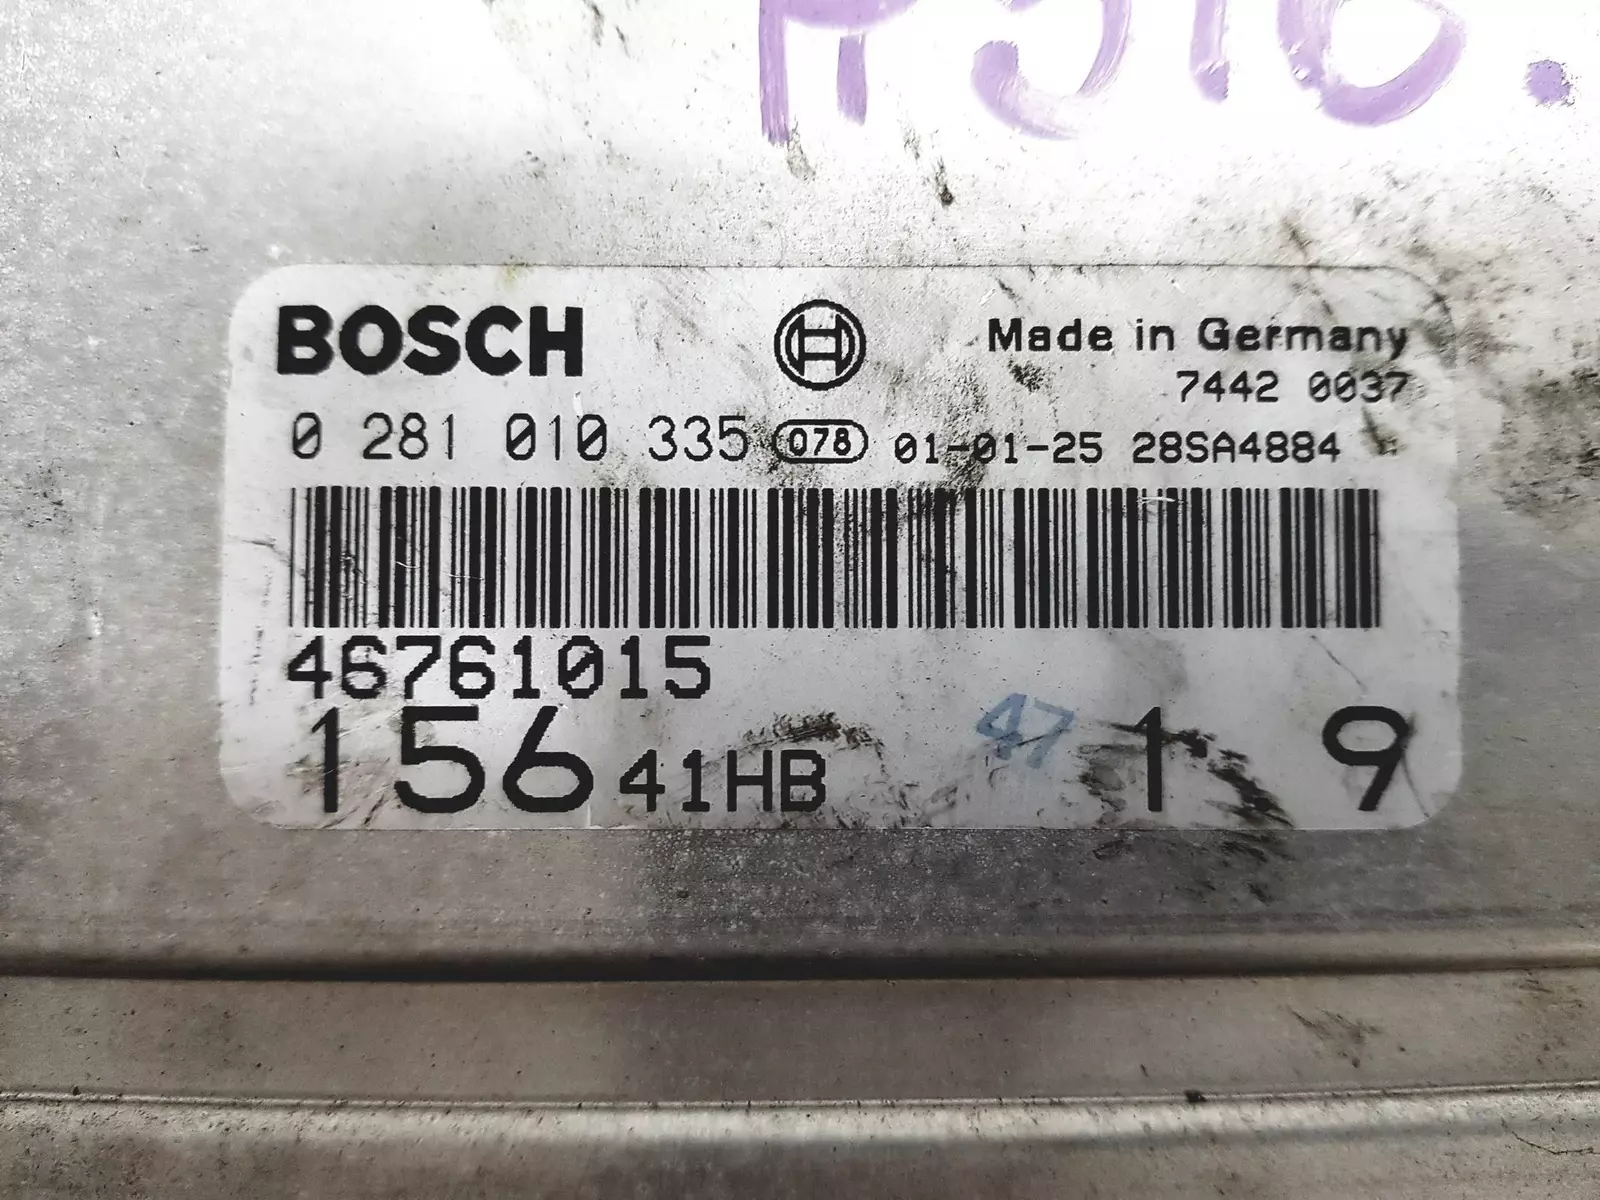 BOSCH Made in Germany
7442 0037
0 281 010 335 078 01-01-25 28SA4884
46761015
156 41HB 47 1 9